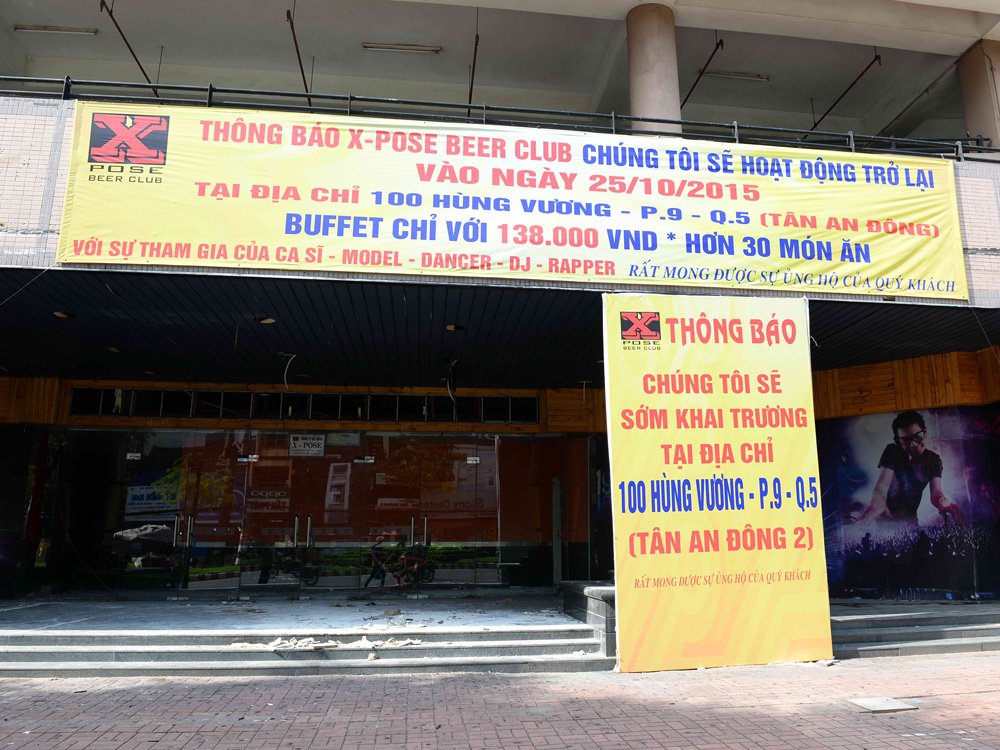 X
POSE
BEER CLUB
THÔNG BÁO X-POSE BEER CLUB CHÚNG TÔI SẼ HOẠT ĐỘNG TRỞ LẠI
VÀO NGÀY 25/10/2015
TẠI ĐỊA CHỈ 100 HÙNG VƯƠNG - P.9 - Q.5 (TÂN AN ĐÔNG)
BUFFET CHỈ VỚI 138.000 VND * HƠN 30 MÓN ĂN
VỚI SỰ THAM GIA CỦA CA SĨ - MODEL - DANCER - DJ - RAPPER RẤT MONG ĐƯỢC SỰ ỦNG HỘ CỦA QUÝ KHÁCH
X
POSE
BEER CLUB
THÔNG BÁO
CHÚNG TÔI SẼ
SỚM KHAI TRƯƠNG
TẠI ĐỊA CHỈ
100 HÙNG VƯƠNG - P.9 - Q.5
(TÂN AN ĐÔNG 2)
RẤT MONG ĐƯỢC SỰ ỦNG HỘ CỦA QUÝ KHÁCH
X - POSE